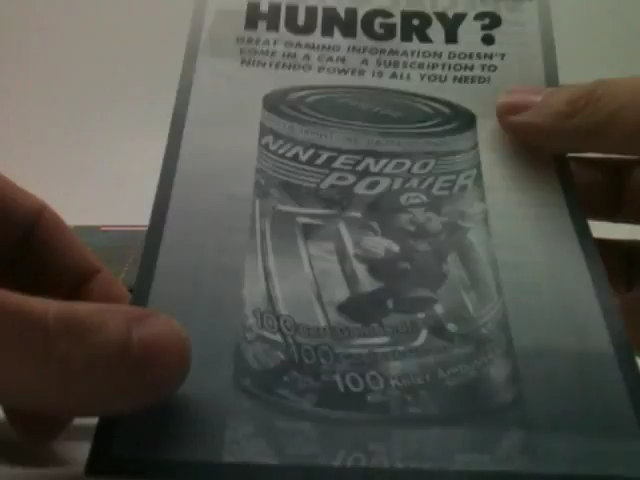 HUNGRY?
GREAT GAMING INFORMATION DOESN'T
COME IN A CAN. A SUBSCRIPTION TO
NINTENDO POWER IS ALL YOU NEED!
NINTENDO
POWER
100
100
100 Killer